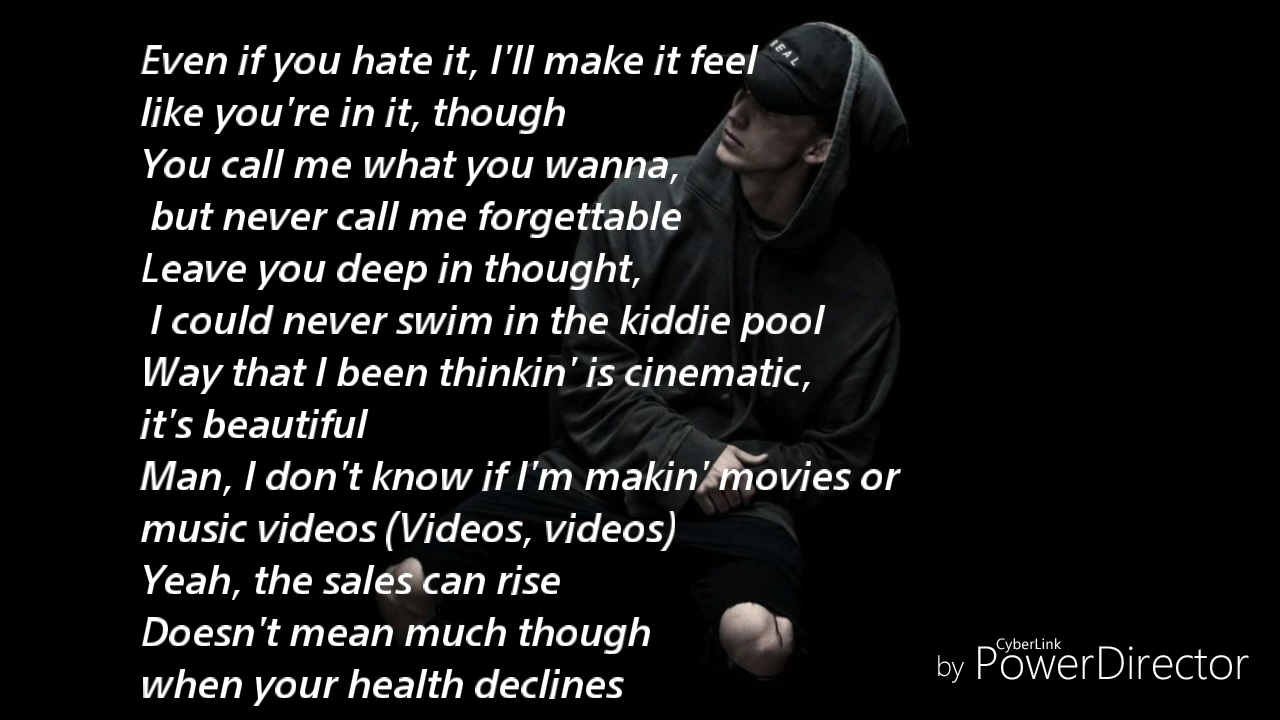 Even if you hate it, I'll make it feel
like you're in it, though
You call me what you wanna,
but never call me forgettable
Leave you deep in thought,
I could never swim in the kiddie pool
Way that I been thinkin' is cinematic,
it's beautiful
Man, I don't know if I'm makin' movies or
music videos (Videos, videos)
Yeah, the sales can rise
Doesn't mean much though
when your health declines
REAL
by CyberLink PowerDirector